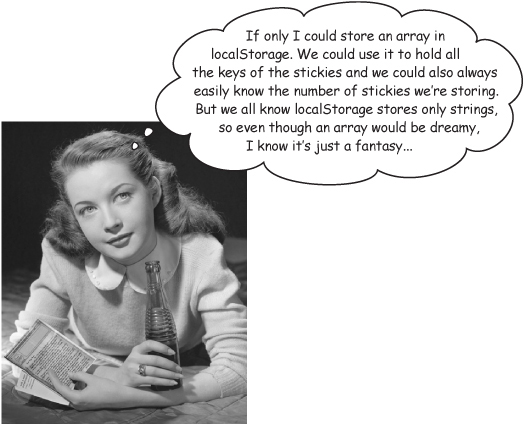 If only I could store an array in
localStorage. We could use it to hold all
the keys of the stickies and we could also always
easily know the number of stickies we're storing.
But we all know localStorage stores only strings,
so even though an array would be dreamy,
I know it's just a fantasy...